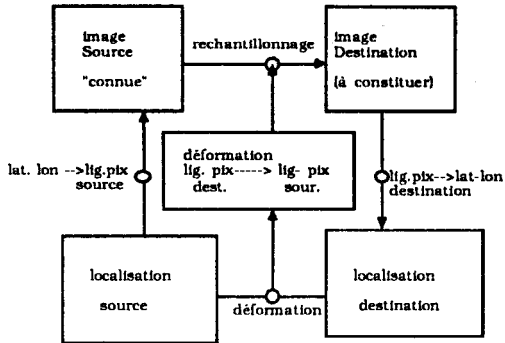 image
Source
"connue"
rechantillonnage
image
Destination
(à constituer)
déformation
lig. pix-----> lig- pix
dest. sour.
lat. lon -->lig.pix
source
lig.pix-->lat-lon
destination
localisation
source
déformation
localisation
destination